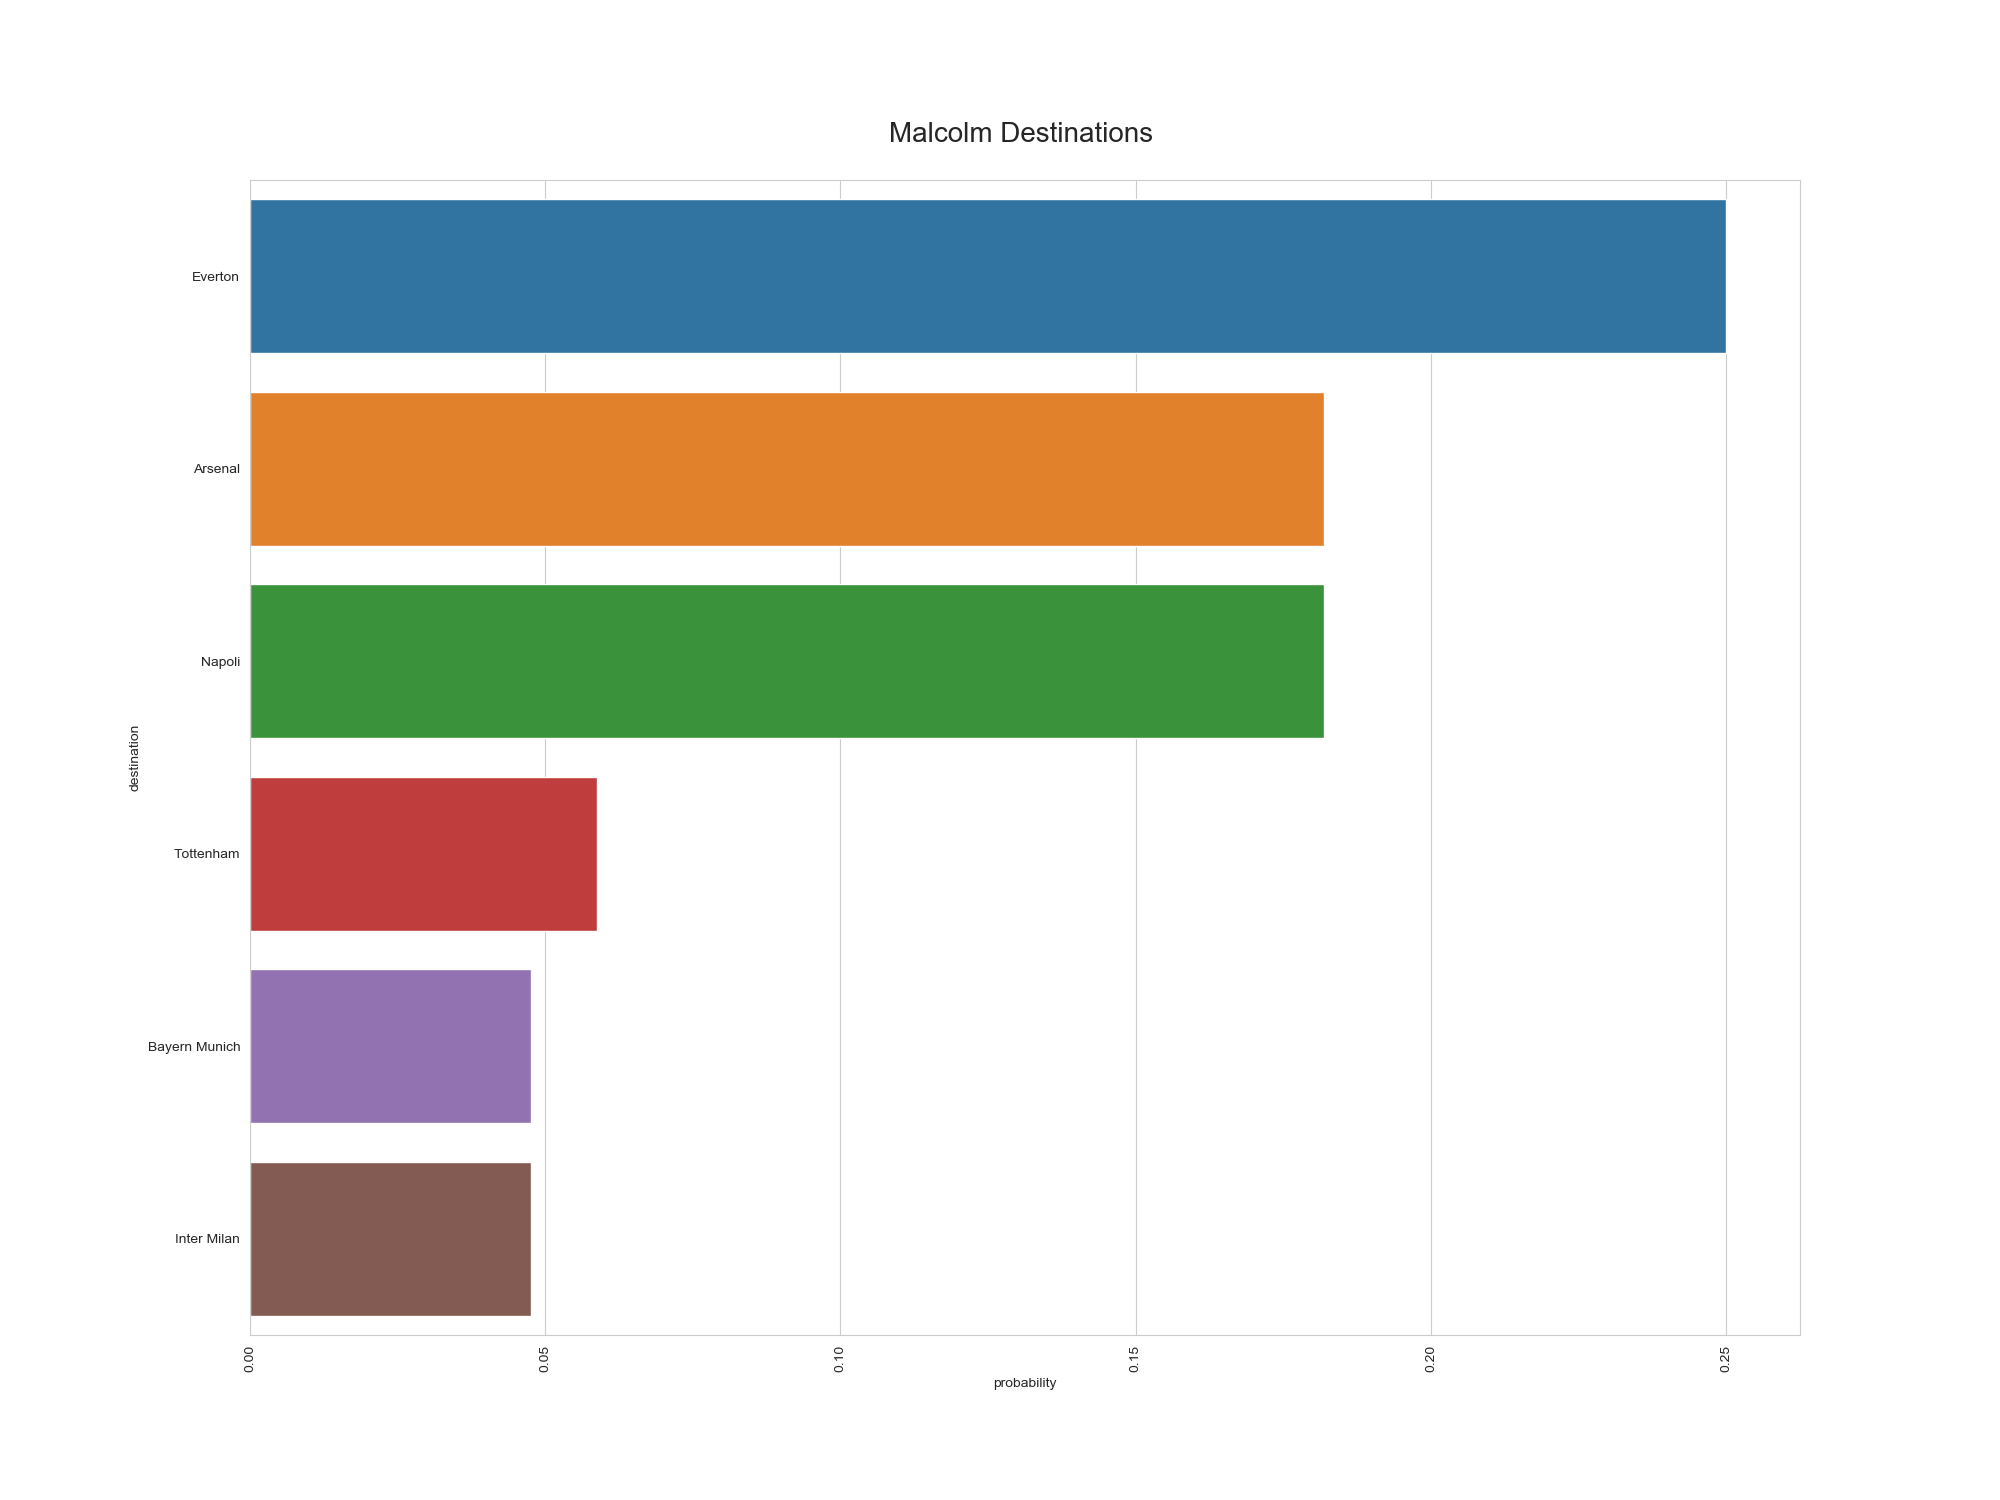 Malcolm Destinations
Everton
Arsenal
Napoli
Tottenham
Bayern Munich
Inter Milan
destination
0.00
0.05
0.10
0.15
0.20
0.25
probability